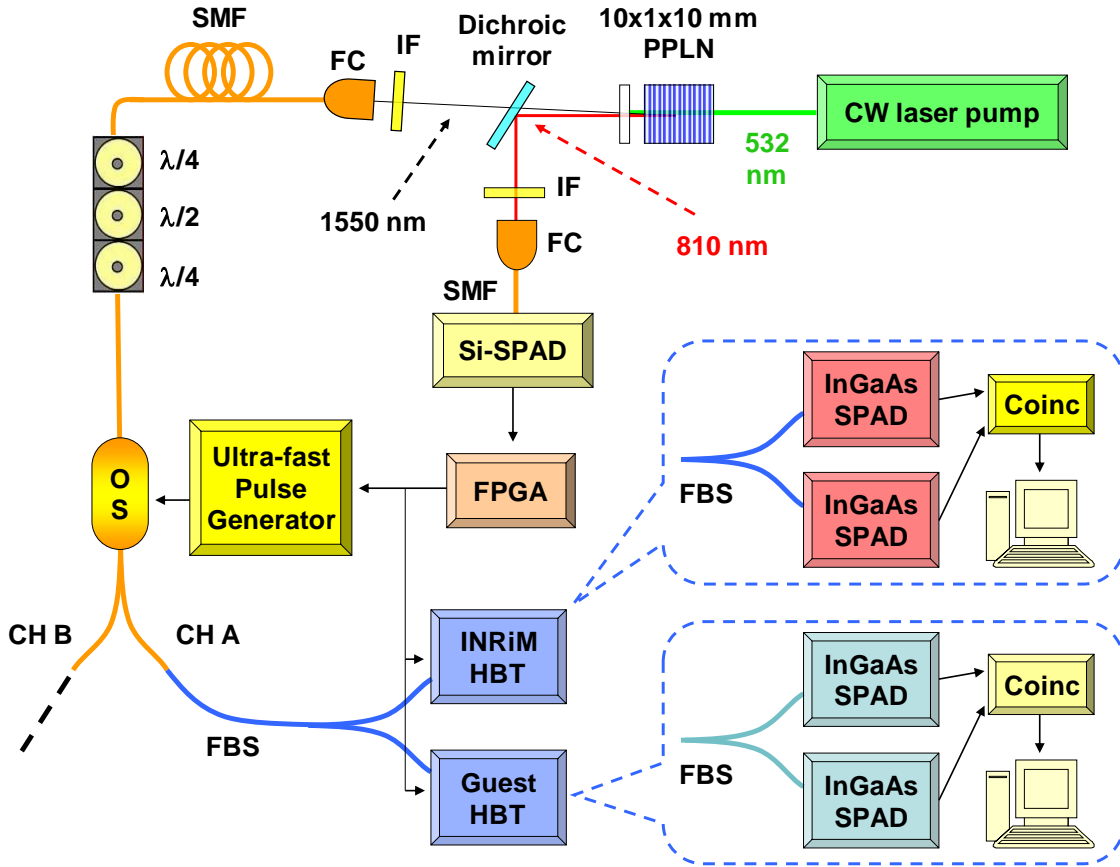 SMF
FC
IF
Dichroic
mirror
10x1x10 mm
PPLN
CW laser pump
532
nm
1550 nm
810 nm
IF
FC
SMF
Si-SPAD
λ/4
λ/2
λ/4
O
S
Ultra-fast
Pulse
Generator
FPGA
CH B
CH A
FBS
INRiM
HBT
Guest
HBT
FBS
InGaAs
SPAD
InGaAs
SPAD
Coinc
FBS
InGaAs
SPAD
InGaAs
SPAD
Coinc